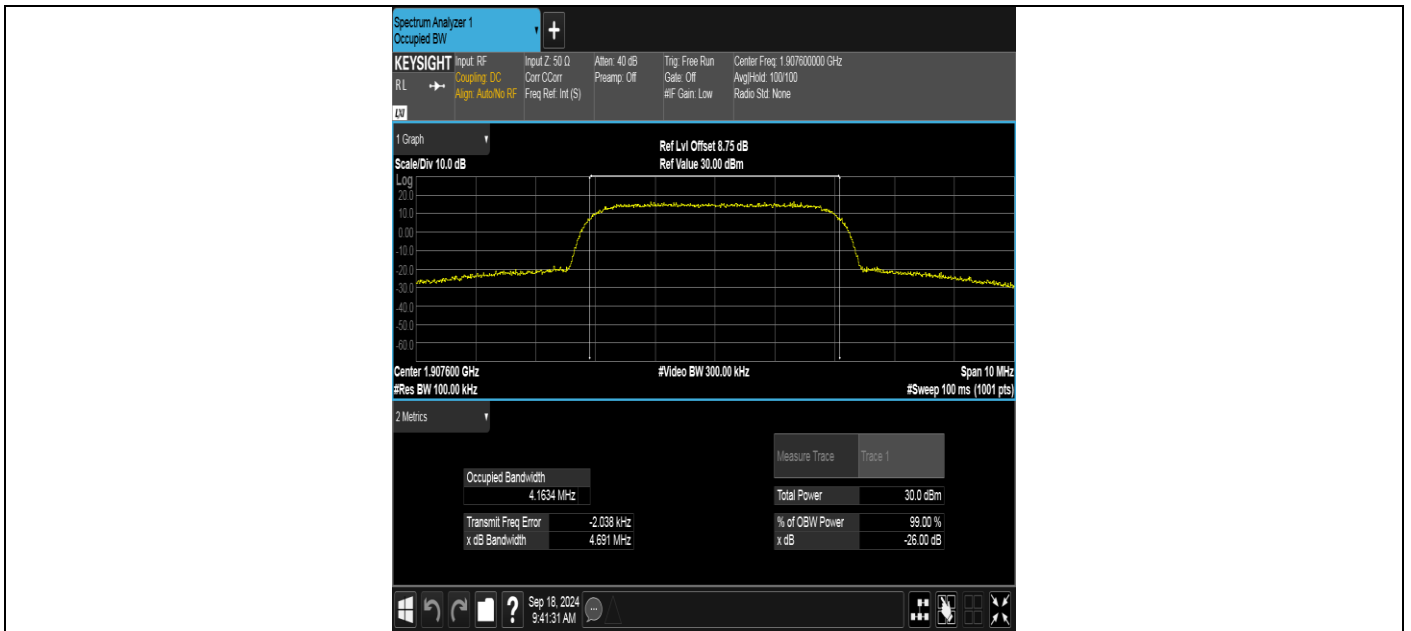 Spectrum Analyzer 1
Occupied BW
+
KEYSIGHT
RL
LXI
Input: RF
Coupling: DC
Align: Auto/No RF
Input Z: 50 Ω
Corr CCorr
Freq Ref: Int (S)
Atten: 40 dB
Preamp: Off
Trig: Free Run
Gate: Off
#IF Gain: Low
Center Freq: 1.907600000 GHz
Avg|Hold: 100/100
Radio Std: None
1 Graph
Scale/Div 10.0 dB
Ref Lvl Offset 8.75 dB
Ref Value 30.00 dBm
Log
20.0
10.0
0.00
-10.0
-20.0
-30.0
-40.0
-50.0
-60.0
Center 1.907600 GHz
#Res BW 100.00 kHz
#Video BW 300.00 kHz
Span 10 MHz
#Sweep 100 ms (1001 pts)
2 Metrics
Measure Trace Trace 1
Occupied Bandwidth
4.1634 MHz
Total Power 30.0 dBm
Transmit Freq Error -2.038 kHz
% of OBW Power 99.00 %
x dB Bandwidth 4.691 MHz
x dB -26.00 dB
?
Sep 18, 2024
9:41:31 AM